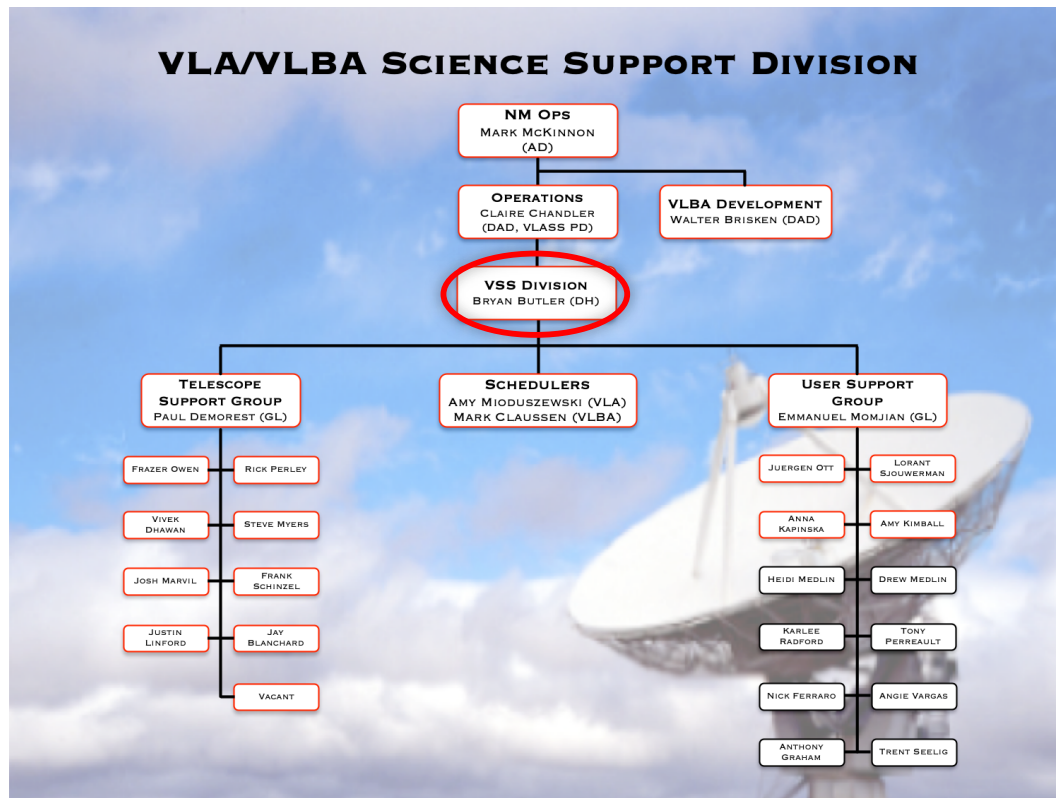 VLA/VLBA Science Support Division
NM Ops
Mark McKinnon
(AD)
Operations
Claire Chandler
(DAD, VLASS PD)
VLBA Development
Walter Brisken (DAD)
VSS Division
Bryan Butler (DH)
Telescope
Support Group
Paul Demorest (GL)
Schedulers
Amy Mioduszewski (VLA)
Mark Claussen (VLBA)
User Support
Group
Emmanuel Momjian (GL)
Frazer Owen
Rick Perley
Vivek
Dhawan
Steve Myers
Josh Marvil
Frank
Schinzel
Justin
Linford
Jay
Blanchard
Vacant
Juergen Ott
Lorant
Sjouwerman
Anna
Kapinska
Amy Kimball
Heidi Medlin
Drew Medlin
Karlee
Radford
Tony
Perreault
Nick Ferraro
Angie Vargas
Anthony
Graham
Trent Seelig